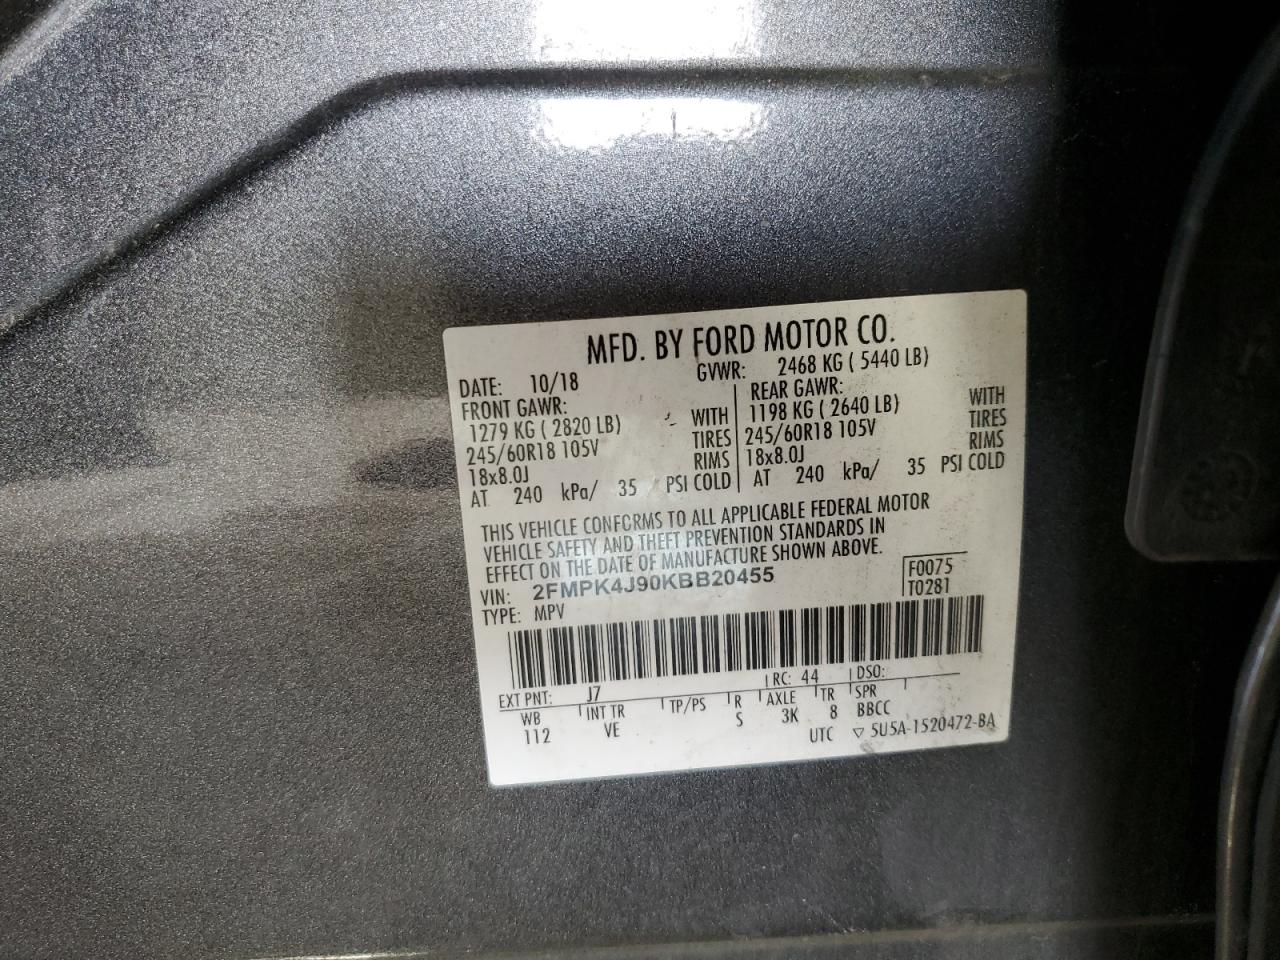 MFD. BY FORD MOTOR CO.
DATE: 10/18 GVWR: 2468 KG ( 5440 LB)
FRONT GAWR: REAR GAWR:
1279 KG ( 2820 LB) WITH 1198 KG ( 2640 LB) WITH
245/60R18 105V TIRES 245/60R18 105V TIRES
18x8.0J RIMS 18x8.0J RIMS
AT 240 kPa/ 35 PSI COLD AT 240 kPa/ 35 PSI COLD
THIS VEHICLE CONFORMS TO ALL APPLICABLE FEDERAL MOTOR
VEHICLE SAFETY AND THEFT PREVENTION STANDARDS IN
EFFECT ON THE DATE OF MANUFACTURE SHOWN ABOVE.
VIN: 2FMPK4J90KBB20455 F0075
TYPE: MPV T0281
EXT PNT: J7 RC: 44 DSO:
WB INT TR TP/PS R AXLE TR SPR
112 VE S 3K 8 BBCC
UTC ▽ 5U5A-1520472-BA